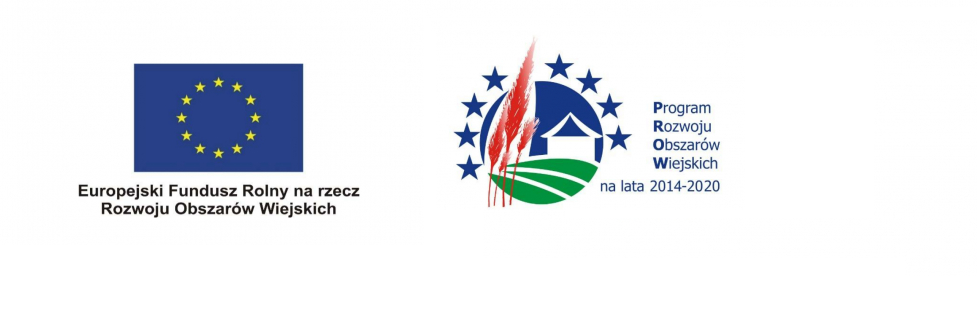 Europejski Fundusz Rolny na rzecz
Rozwoju Obszarów Wiejskich
Program
Rozwoju
Obszarów
Wiejskich
na lata 2014-2020